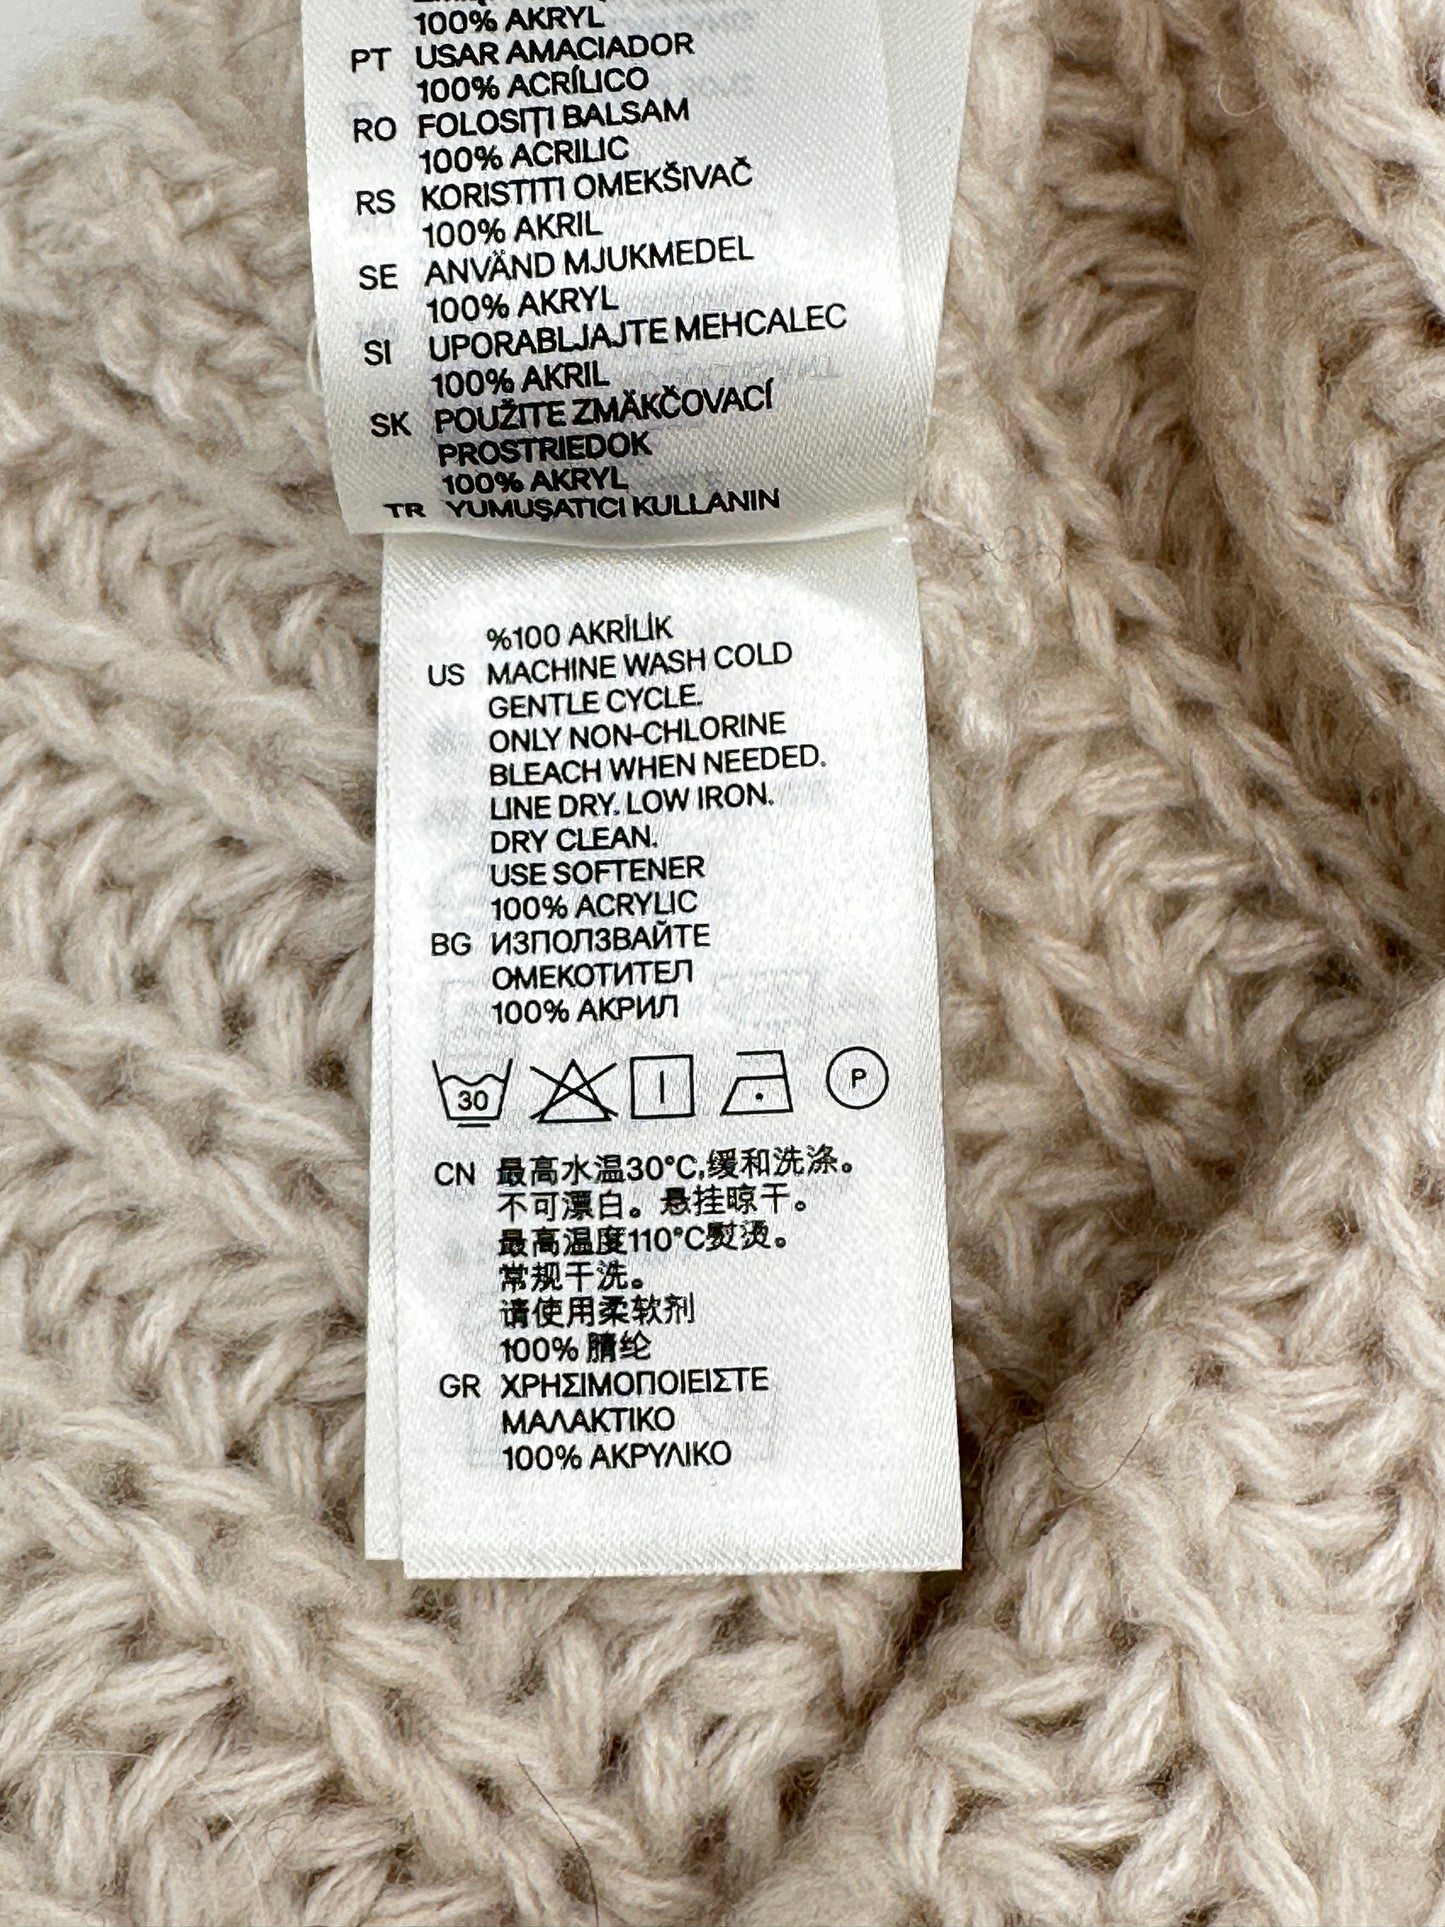 100% AKRYL
PT USAR AMACIADOR
100% ACRÍLICO
RO FOLOSIȚI BALSAM
100% ACRILIC
RS KORISTITI OMEKŠIVAČ
100% AKRIL
SE ANVÄND MJUKMEDEL
100% AKRYL
SI UPORABLJAJTE MEHCALEC
100% AKRIL
SK POUŽITE ZMÄKČOVACÍ
PROSTRIEDOK
100% AKRYL
TR YUMUŞATICI KULLANIN
%100 AKRİLİK
US MACHINE WASH COLD
GENTLE CYCLE.
ONLY NON-CHLORINE
BLEACH WHEN NEEDED.
LINE DRY. LOW IRON.
DRY CLEAN.
USE SOFTENER
100% ACRYLIC
BG ИЗПОЛЗВАЙТЕ
ОМЕКОТИТЕЛ
100% АКРИЛ
30 P
CN 最高水温30°C,缓和洗涤。
不可漂白。悬挂晾干。
最高温度110°C熨烫。
常规干洗。
请使用柔软剂
100% 腈纶
GR ΧΡΗΣΙΜΟΠΟΙΕΙΣΤΕ
ΜΑΛΑΚΤΙΚΟ
100% ΑΚΡΥΛΙΚΟ